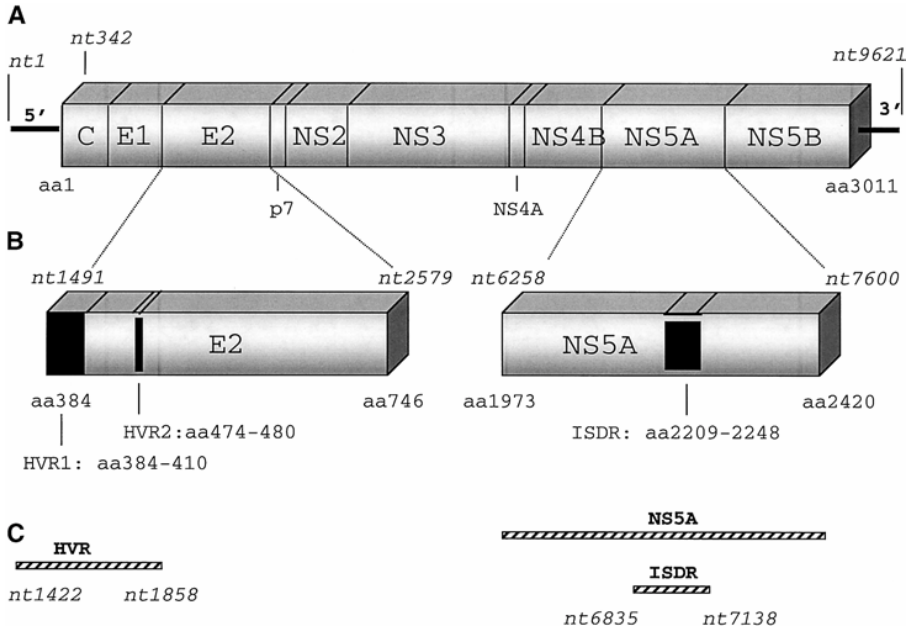 A
nt342
nt1
nt9621
5' 3'
C E1 E2 NS2 NS3 NS4B NS5A NS5B
aa1 aa3011
p7 NS4A
B
nt1491 nt2579 nt6258 nt7600
E2 NS5A
aa384 aa746 aa1973 aa2420
HVR2:aa474-480 ISDR: aa2209-2248
HVR1: aa384-410
C
NS5A
HVR
ISDR
nt1422 nt1858
nt6835 nt7138